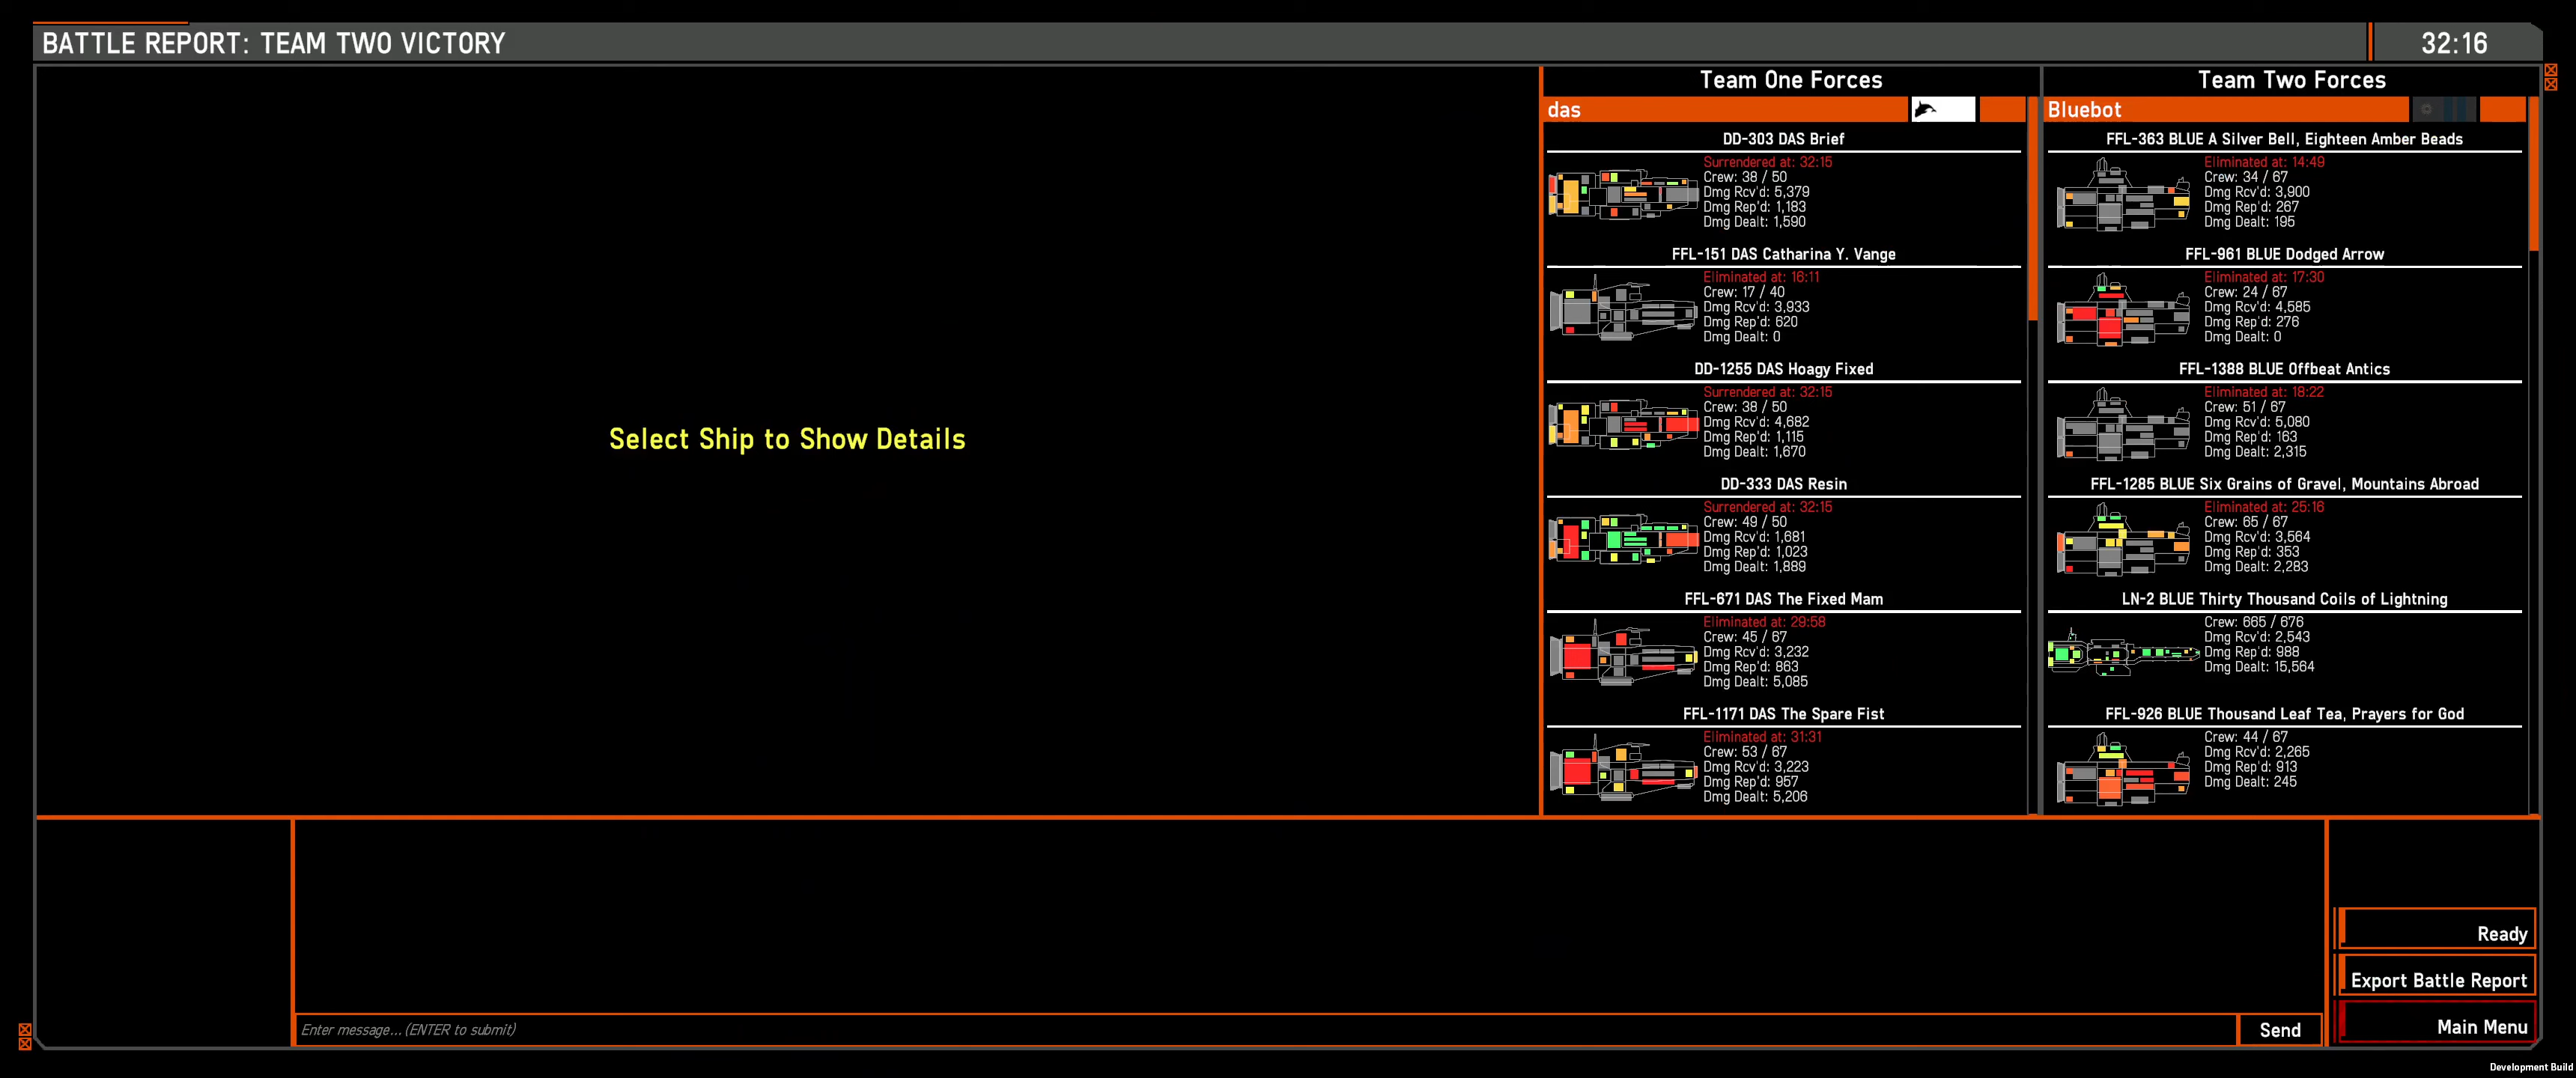 BATTLE REPORT: TEAM TWO VICTORY
32:16
Team One Forces
das
DD-303 DAS Brief
Surrendered at: 32:15
Crew: 38 / 50
Dmg Rcv'd: 5,379
Dmg Rep'd: 1,183
Dmg Dealt: 1,590
FFL-151 DAS Catharina Y. Vange
Eliminated at: 16:11
Crew: 17 / 40
Dmg Rcv'd: 3,933
Dmg Rep'd: 620
Dmg Dealt: 0
DD-1255 DAS Hoagy Fixed
Surrendered at: 32:15
Crew: 38 / 50
Dmg Rcv'd: 4,682
Dmg Rep'd: 1,115
Dmg Dealt: 1,670
DD-333 DAS Resin
Surrendered at: 32:15
Crew: 49 / 50
Dmg Rcv'd: 1,681
Dmg Rep'd: 1,023
Dmg Dealt: 1,889
FFL-671 DAS The Fixed Mam
Eliminated at: 29:58
Crew: 45 / 67
Dmg Rcv'd: 3,232
Dmg Rep'd: 863
Dmg Dealt: 5,085
FFL-1171 DAS The Spare Fist
Eliminated at: 31:31
Crew: 53 / 67
Dmg Rcv'd: 3,223
Dmg Rep'd: 957
Dmg Dealt: 5,206
Team Two Forces
Bluebot
FFL-363 BLUE A Silver Bell, Eighteen Amber Beads
Eliminated at: 14:49
Crew: 34 / 67
Dmg Rcv'd: 3,900
Dmg Rep'd: 267
Dmg Dealt: 195
FFL-961 BLUE Dodged Arrow
Eliminated at: 17:30
Crew: 24 / 67
Dmg Rcv'd: 4,585
Dmg Rep'd: 276
Dmg Dealt: 0
FFL-1388 BLUE Offbeat Antics
Eliminated at: 18:22
Crew: 51 / 67
Dmg Rcv'd: 5,080
Dmg Rep'd: 163
Dmg Dealt: 2,315
FFL-1285 BLUE Six Grains of Gravel, Mountains Abroad
Eliminated at: 25:16
Crew: 65 / 67
Dmg Rcv'd: 3,564
Dmg Rep'd: 353
Dmg Dealt: 2,283
LN-2 BLUE Thirty Thousand Coils of Lightning
Crew: 665 / 676
Dmg Rcv'd: 2,543
Dmg Rep'd: 988
Dmg Dealt: 15,564
FFL-926 BLUE Thousand Leaf Tea, Prayers for God
Crew: 44 / 67
Dmg Rcv'd: 2,265
Dmg Rep'd: 913
Dmg Dealt: 245
Select Ship to Show Details
Ready
Export Battle Report
Main Menu
Enter message... (ENTER to submit)
Send
Development Build